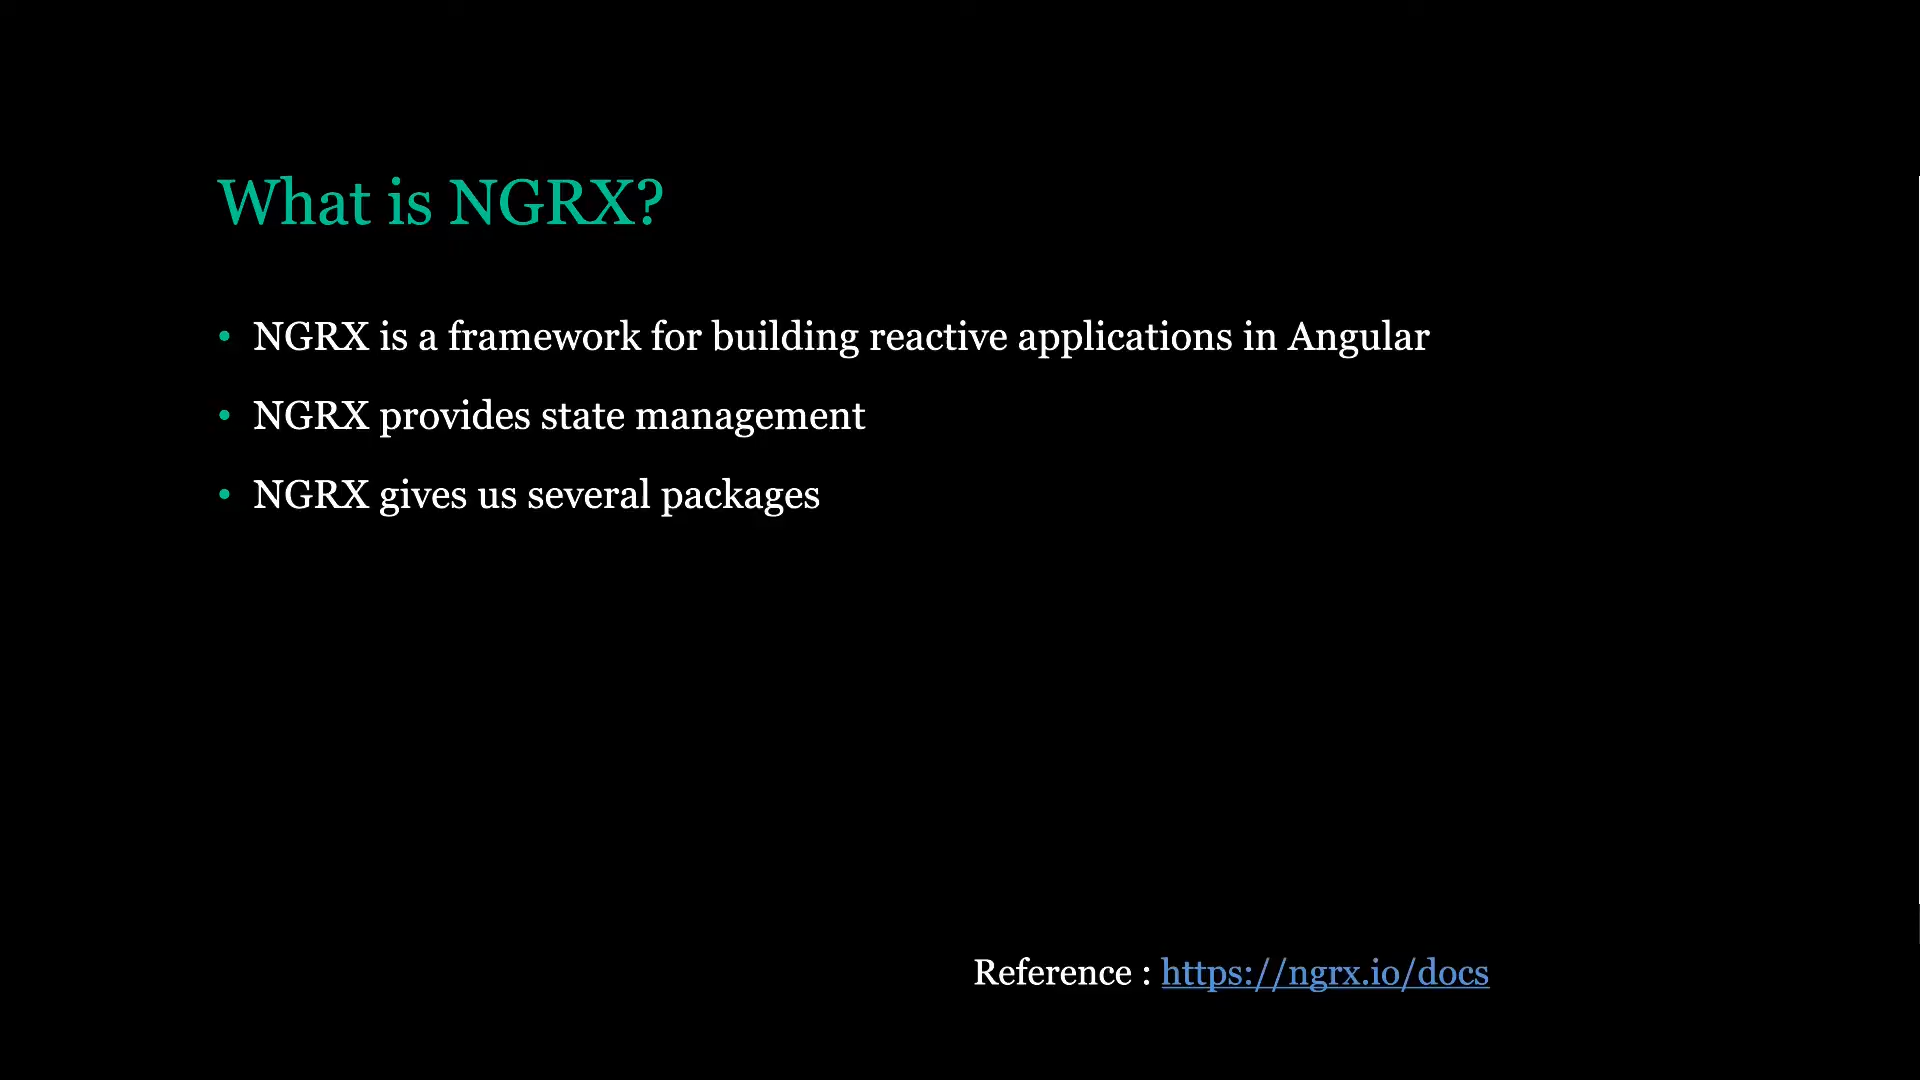 What is NGRX?
• NGRX is a framework for building reactive applications in Angular
• NGRX provides state management
• NGRX gives us several packages
Reference : https://ngrx.io/docs